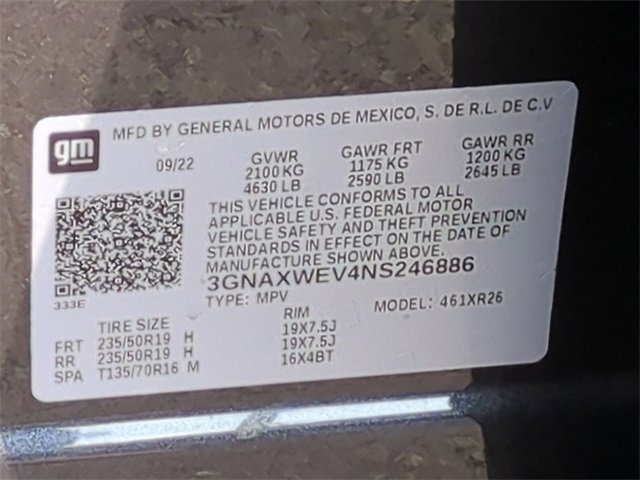 gm
MFD BY GENERAL MOTORS DE MEXICO, S. DE R.L. DE C.V
09/22 GVWR GAWR FRT GAWR RR
2100 KG 1175 KG 1200 KG
4630 LB 2590 LB 2645 LB
THIS VEHICLE CONFORMS TO ALL
APPLICABLE U.S. FEDERAL MOTOR
VEHICLE SAFETY AND THEFT PREVENTION
STANDARDS IN EFFECT ON THE DATE OF
MANUFACTURE SHOWN ABOVE.
3GNAXWEV4NS246886
333E
TYPE: MPV MODEL: 461XR26
TIRE SIZE RIM
FRT 235/50R19 H 19X7.5J
RR 235/50R19 H 19X7.5J
SPA T135/70R16 M 16X4BT